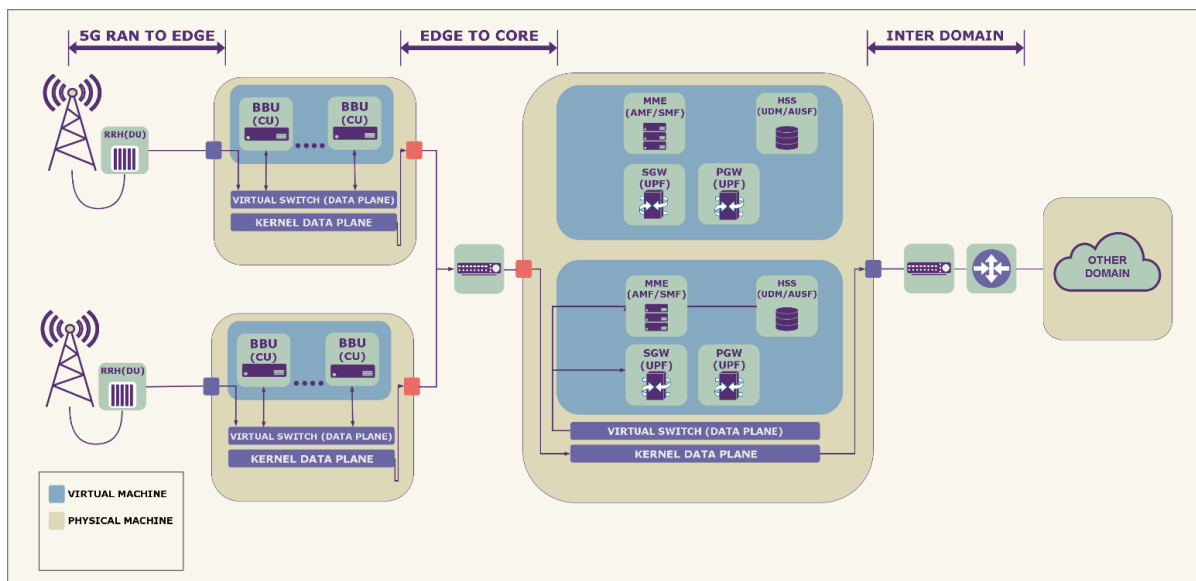 5G RAN TO EDGE
EDGE TO CORE
INTER DOMAIN
RRH(DU)
BBU
(CU)
BBU
(CU)
VIRTUAL SWITCH (DATA PLANE)
KERNEL DATA PLANE
RRH(DU)
BBU
(CU)
BBU
(CU)
VIRTUAL SWITCH (DATA PLANE)
KERNEL DATA PLANE
MME
(AMF/SMF)
HSS
(UDM/AUSF)
SGW
(UPF)
PGW
(UPF)
MME
(AMF/SMF)
HSS
(UDM/AUSF)
SGW
(UPF)
PGW
(UPF)
VIRTUAL SWITCH (DATA PLANE)
KERNEL DATA PLANE
OTHER
DOMAIN
VIRTUAL MACHINE
PHYSICAL MACHINE